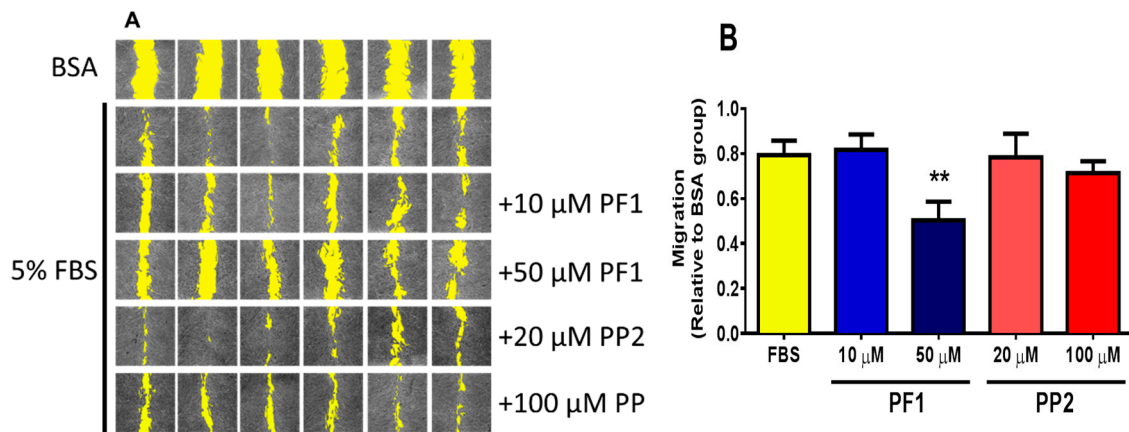 A
BSA
5% FBS
+10 µM PF1
+50 µM PF1
+20 µM PP2
+100 µM PP
B
Migration
(Relative to BSA group)
1.0
0.8
0.6
0.4
0.2
0.0
**
FBS 10 µM 50 µM 20 µM 100 µM
PF1 PP2